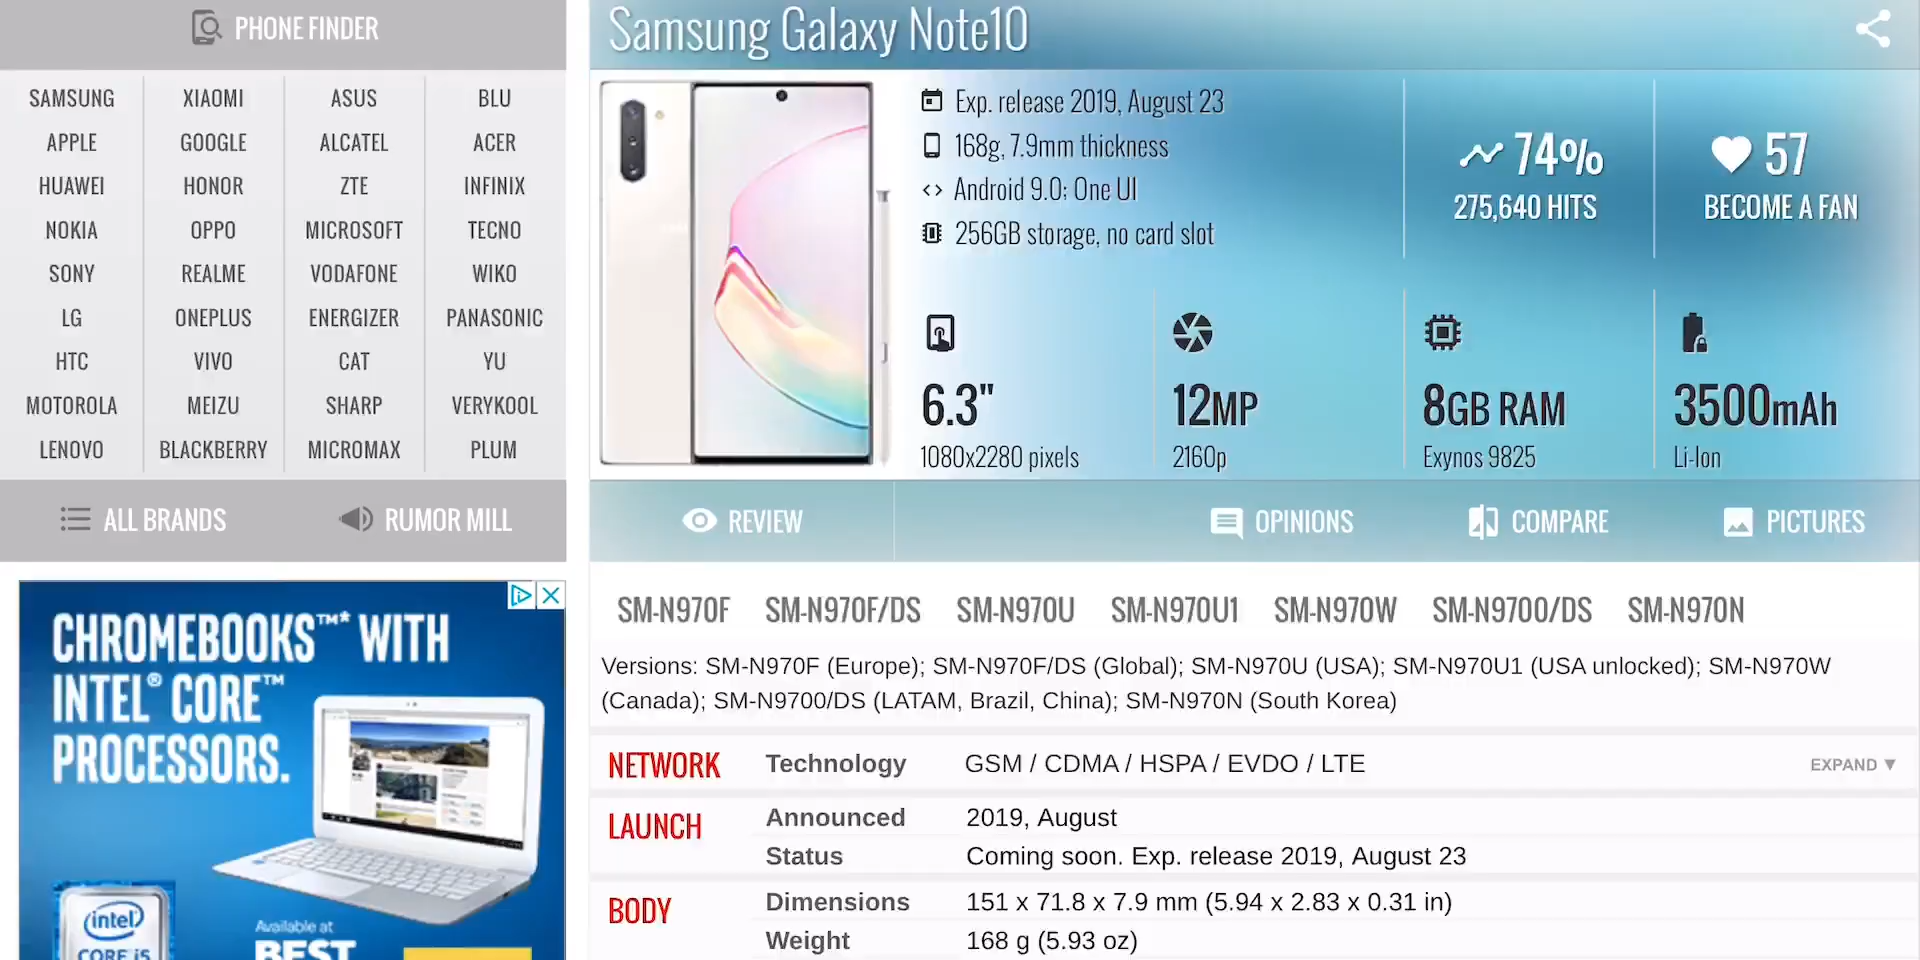 PHONE FINDER
SAMSUNG XIAOMI ASUS BLU
APPLE GOOGLE ALCATEL ACER
HUAWEI HONOR ZTE INFINIX
NOKIA OPPO MICROSOFT TECNO
SONY REALME VODAFONE WIKO
LG ONEPLUS ENERGIZER PANASONIC
HTC VIVO CAT YU
MOTOROLA MEIZU SHARP VERYKOOL
LENOVO BLACKBERRY MICROMAX PLUM
ALL BRANDS RUMOR MILL
CHROMEBOOKS™* WITH
INTEL® CORE™
PROCESSORS.
intel
CORE i5
Available at
BEST
Samsung Galaxy Note10
Exp. release 2019, August 23
168g, 7.9mm thickness
Android 9.0; One UI
256GB storage, no card slot
74%
275,640 HITS
57
BECOME A FAN
6.3"
1080x2280 pixels
12MP
2160p
8GB RAM
Exynos 9825
3500mAh
Li-Ion
REVIEW OPINIONS COMPARE PICTURES
SM-N970F SM-N970F/DS SM-N970U SM-N970U1 SM-N970W SM-N9700/DS SM-N970N
Versions: SM-N970F (Europe); SM-N970F/DS (Global); SM-N970U (USA); SM-N970U1 (USA unlocked); SM-N970W
(Canada); SM-N9700/DS (LATAM, Brazil, China); SM-N970N (South Korea)
NETWORK Technology GSM / CDMA / HSPA / EVDO / LTE EXPAND ▼
LAUNCH Announced 2019, August
Status Coming soon. Exp. release 2019, August 23
BODY Dimensions 151 x 71.8 x 7.9 mm (5.94 x 2.83 x 0.31 in)
Weight 168 g (5.93 oz)